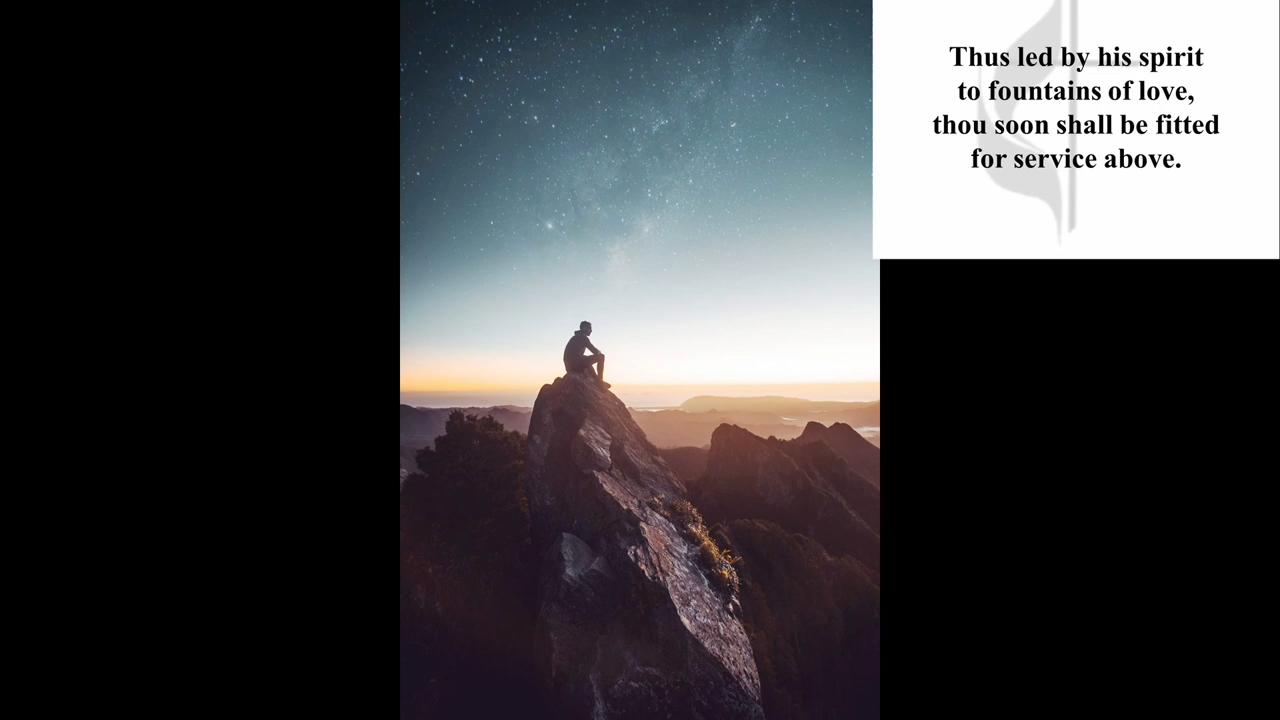 Thus led by his spirit
to fountains of love,
thou soon shall be fitted
for service above.